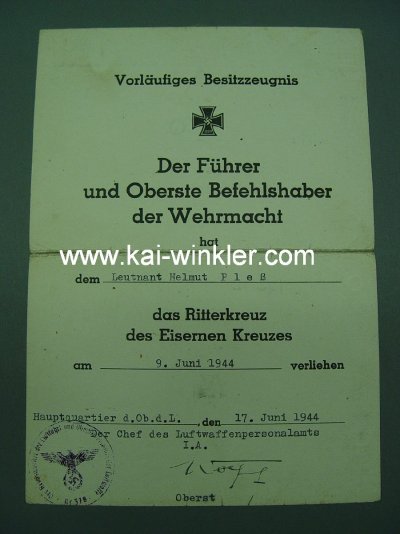 Vorläufiges Besitzzeugnis
Der Führer
und Oberste Befehlshaber
der Wehrmacht
hat
www.kai-winkler.com
dem Leutnant Helmut Pleß
das Ritterkreuz
des Eisernen Kreuzes
am 9. Juni 1944 verliehen
Hauptquartier d.Ob.d.L., den 17. Juni 1944
Der Chef des Luftwaffenpersonalamts
I.A.
Oberst